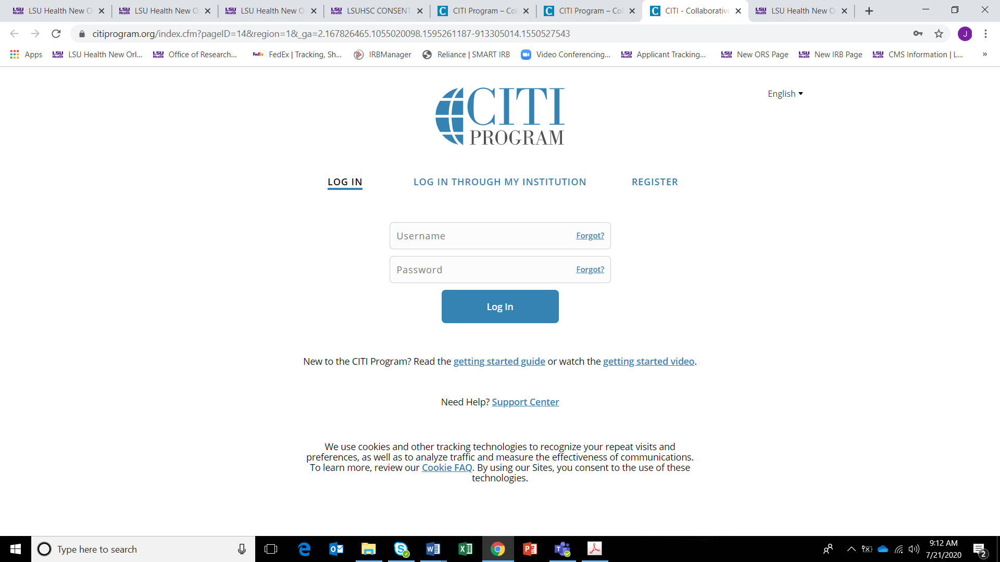 LSU Health New O
LSU Health New O
LSU Health New O
LSUHSC CONSENT
CITI Program – Co
CITI Program – Co
CITI - Collaborative
LSU Health New O
citiprogram.org/index.cfm?pageID=14&region=1&_ga=2.167826465.1055020098.1595261187-913305014.1550527543
J
Apps
LSU Health New Orl...
Office of Research...
FedEx
FedEx | Tracking, Sh...
IRBManager
Reliance | SMART IRB
Video Conferencing...
Applicant Tracking...
New ORS Page
New IRB Page
CMS Information | L...
»
CITI
PROGRAM
English
LOG IN
LOG IN THROUGH MY INSTITUTION
REGISTER
Username
Forgot?
Password
Forgot?
Log In
New to the CITI Program? Read the getting started guide or watch the getting started video.
Need Help? Support Center
We use cookies and other tracking technologies to recognize your repeat visits and
preferences, as well as to analyze traffic and measure the effectiveness of communications.
To learn more, review our Cookie FAQ. By using our Sites, you consent to the use of these
technologies.
Type here to search
9:12 AM
7/21/2020
2